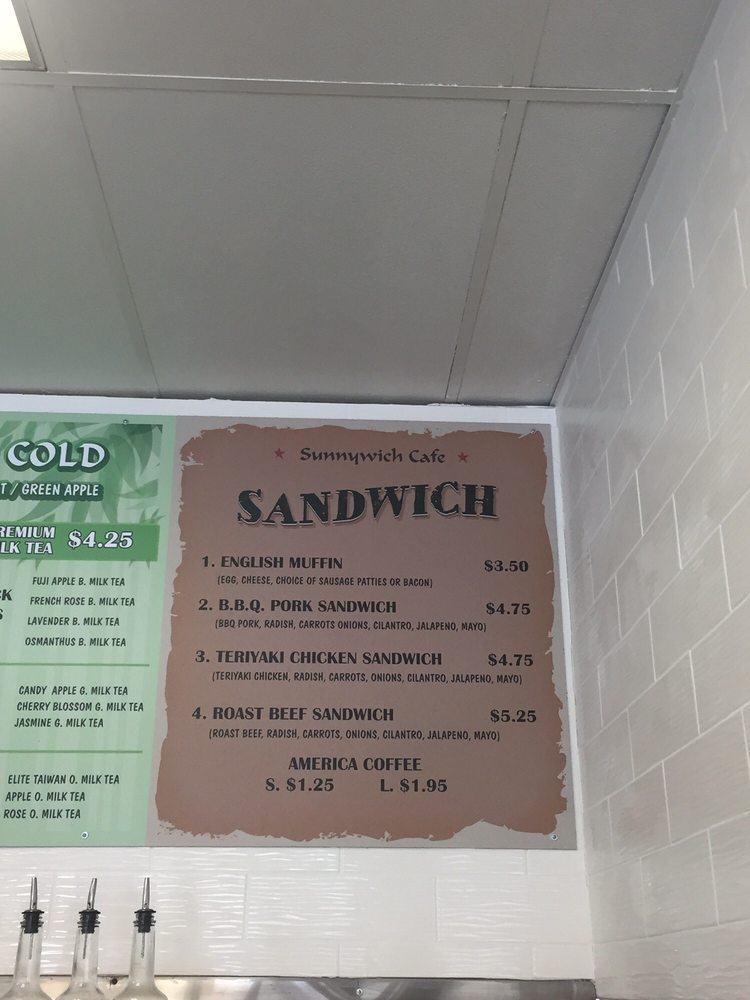 COLD
T / GREEN APPLE
REMIUM
LK TEA $4.25
FUJI APPLE B. MILK TEA
FRENCH ROSE B. MILK TEA
LAVENDER B. MILK TEA
OSMANTHUS B. MILK TEA
CANDY APPLE G. MILK TEA
CHERRY BLOSSOM G. MILK TEA
JASMINE G. MILK TEA
ELITE TAIWAN O. MILK TEA
APPLE O. MILK TEA
ROSE O. MILK TEA
Sunnywich Cafe
SANDWICH
1. ENGLISH MUFFIN $3.50
(EGG, CHEESE, CHOICE OF SAUSAGE PATTIES OR BACON)
2. B.B.Q. PORK SANDWICH $4.75
(BBQ PORK, RADISH, CARROTS ONIONS, CILANTRO, JALAPENO, MAYO)
3. TERIYAKI CHICKEN SANDWICH $4.75
(TERIYAKI CHICKEN, RADISH, CARROTS, ONIONS, CILANTRO, JALAPENO, MAYO)
4. ROAST BEEF SANDWICH $5.25
(ROAST BEEF, RADISH, CARROTS, ONIONS, CILANTRO, JALAPENO, MAYO)
AMERICA COFFEE
S. $1.25 L. $1.95